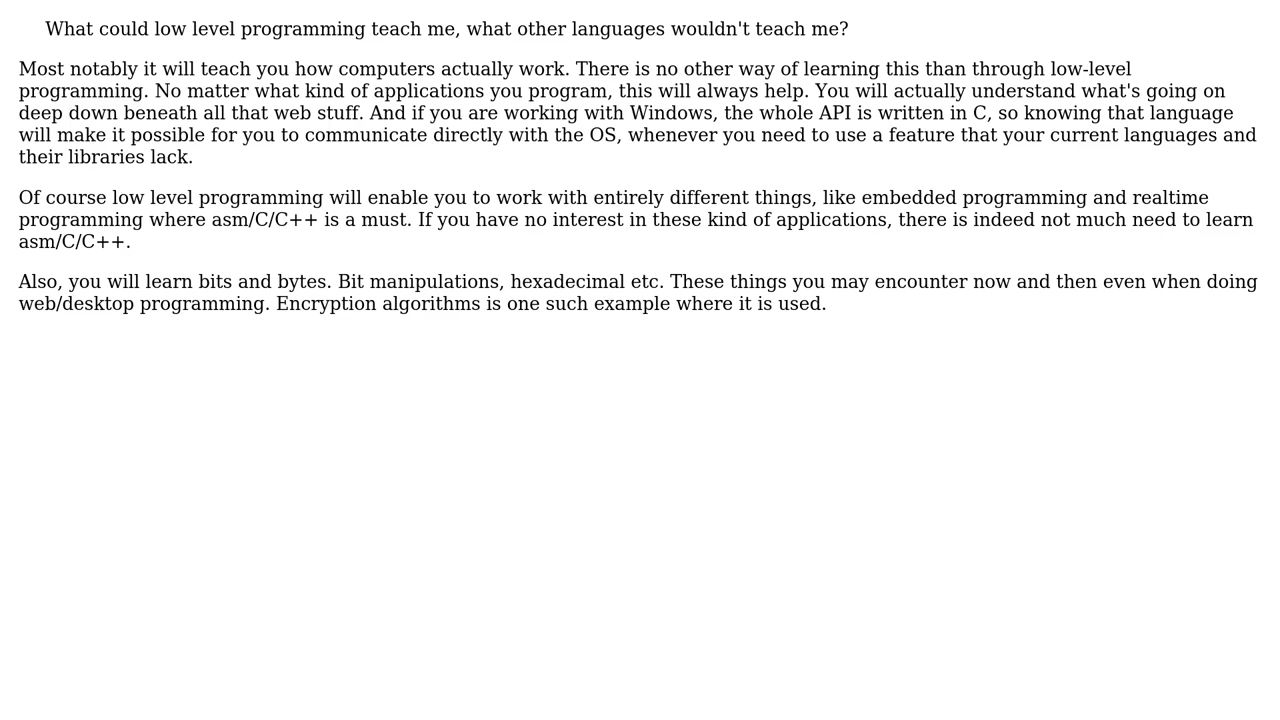 What could low level programming teach me, what other languages wouldn't teach me?
Most notably it will teach you how computers actually work. There is no other way of learning this than through low-level
programming. No matter what kind of applications you program, this will always help. You will actually understand what's going on
deep down beneath all that web stuff. And if you are working with Windows, the whole API is written in C, so knowing that language
will make it possible for you to communicate directly with the OS, whenever you need to use a feature that your current languages and
their libraries lack.
Of course low level programming will enable you to work with entirely different things, like embedded programming and realtime
programming where asm/C/C++ is a must. If you have no interest in these kind of applications, there is indeed not much need to learn
asm/C/C++.
Also, you will learn bits and bytes. Bit manipulations, hexadecimal etc. These things you may encounter now and then even when doing
web/desktop programming. Encryption algorithms is one such example where it is used.